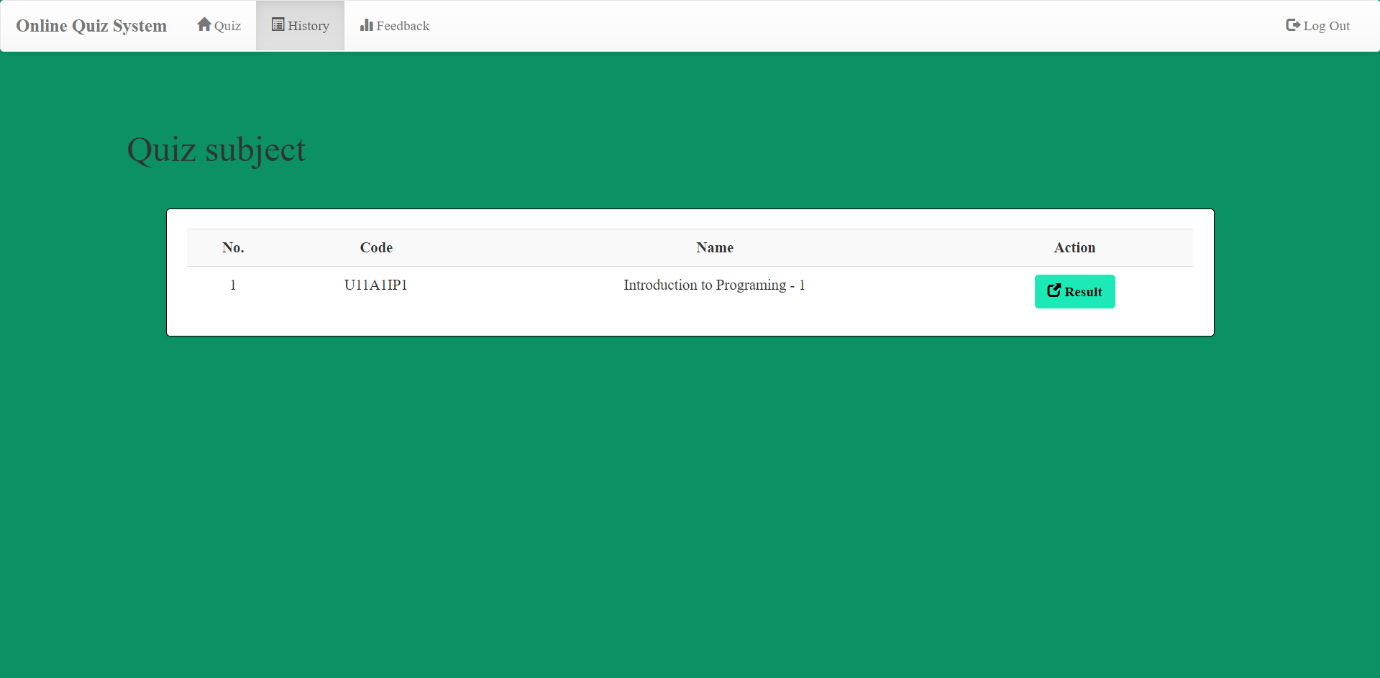 Online Quiz System Quiz History Feedback Log Out
Quiz subject
No. Code Name Action
1 U11A1IP1 Introduction to Programing - 1 Result